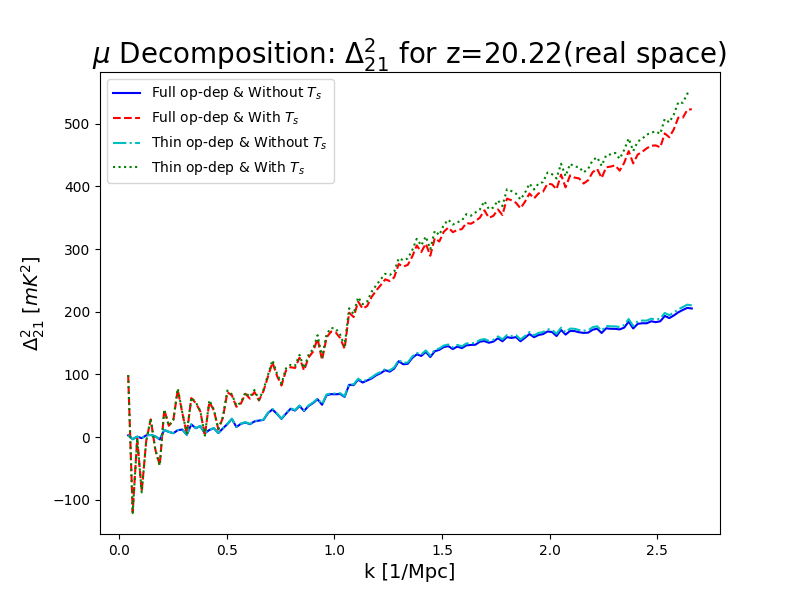 μ Decomposition: Δ²₂₁ for z=20.22(real space)
Full op-dep & Without Tₛ
Full op-dep & With Tₛ
Thin op-dep & Without Tₛ
Thin op-dep & With Tₛ
500
400
300
200
100
0
−100
Δ²₂₁ [mK²]
0.0 0.5 1.0 1.5 2.0 2.5
k [1/Mpc]